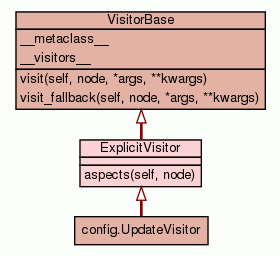 VisitorBase
__metaclass__
__visitors__
visit(self, node, *args, **kwargs)
visit_fallback(self, node, *args, **kwargs)
ExplicitVisitor
aspects(self, node)
config.UpdateVisitor